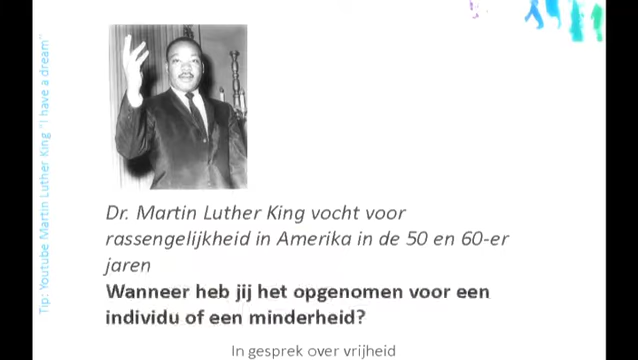 Tip: Youtube Martin Luther King "I have a dream"
Dr. Martin Luther King vocht voor
rassengelijkheid in Amerika in de 50 en 60-er
jaren
Wanneer heb jij het opgenomen voor een
individu of een minderheid?
In gesprek over vrijheid